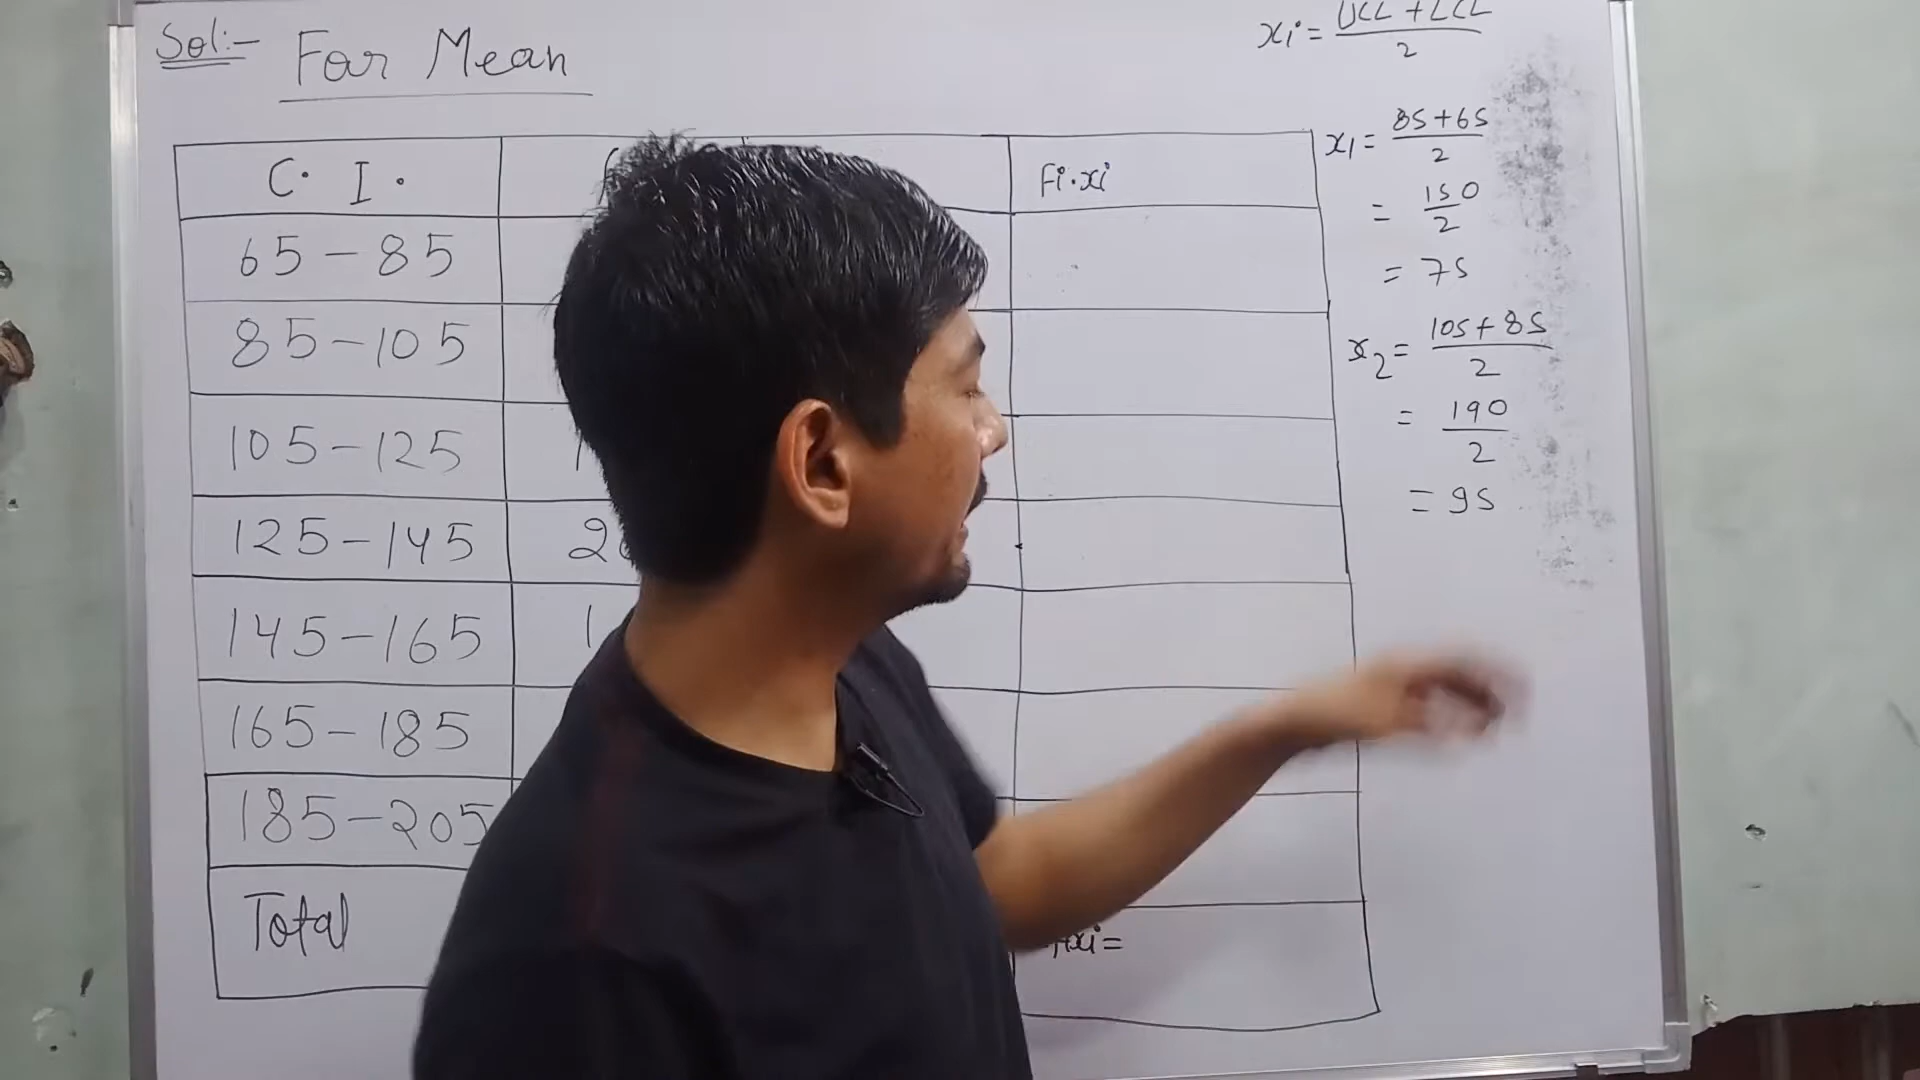 Sol:-
For Mean
xi = UCL + LCL / 2
C. I. fi.xi
65 - 85
85 - 105
105 - 125
125 - 145
145 - 165
165 - 185
185 - 205
Total xi =
x1 = 85 + 65 / 2
= 150 / 2
= 75
x2 = 105 + 85 / 2
= 190 / 2
= 95